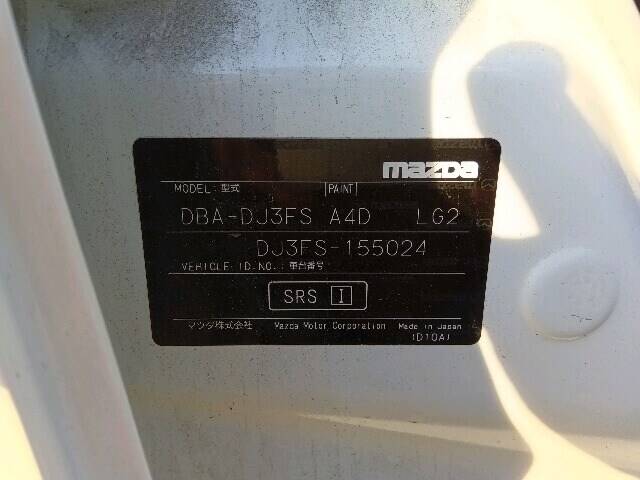 mazda
MODEL:型式 PAINT
DBA-DJ3FS A4D LG2
DJ3FS-155024
VEHICLE ID.NO.:車台番号
SRS I
マツダ株式会社 Mazda Motor Corporation Made in Japan
(D10A)